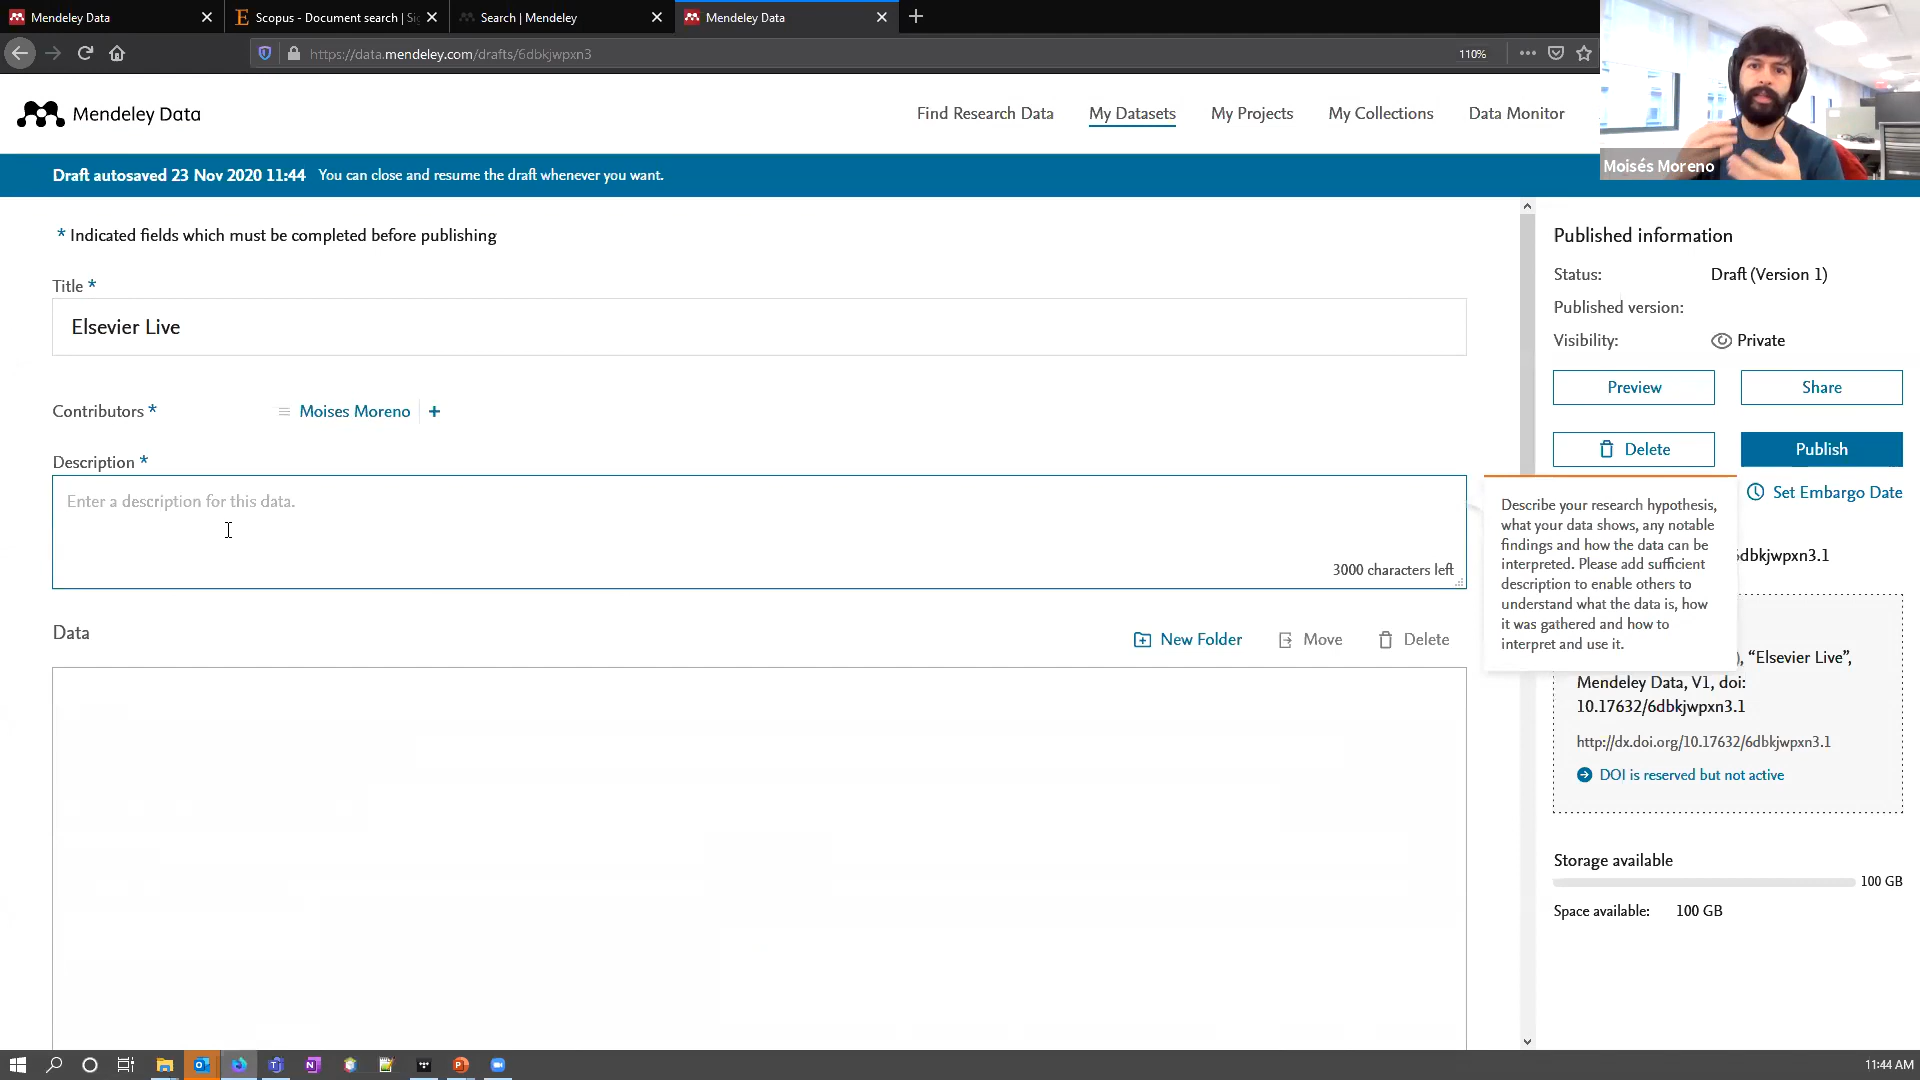 Mendeley Data
Scopus - Document search | Si
Search | Mendeley
Mendeley Data
https://data.mendeley.com/drafts/6dbkjwpxn3
110%
Mendeley Data
Find Research Data
My Datasets
My Projects
My Collections
Data Monitor
Moisés Moreno
Draft autosaved 23 Nov 2020 11:44 You can close and resume the draft whenever you want.
* Indicated fields which must be completed before publishing
Title *
Elsevier Live
Contributors *
Moises Moreno +
Description *
Enter a description for this data.
3000 characters left
Data
New Folder
Move
Delete
Published information
Status: Draft (Version 1)
Published version:
Visibility: Private
Preview
Share
Delete
Publish
Set Embargo Date
Describe your research hypothesis,
what your data shows, any notable
findings and how the data can be
interpreted. Please add sufficient
description to enable others to
understand what the data is, how
it was gathered and how to
interpret and use it.
6dbkjwpxn3.1
), “Elsevier Live”,
Mendeley Data, V1, doi:
10.17632/6dbkjwpxn3.1
http://dx.doi.org/10.17632/6dbkjwpxn3.1
DOI is reserved but not active
Storage available
100 GB
Space available: 100 GB
11:44 AM